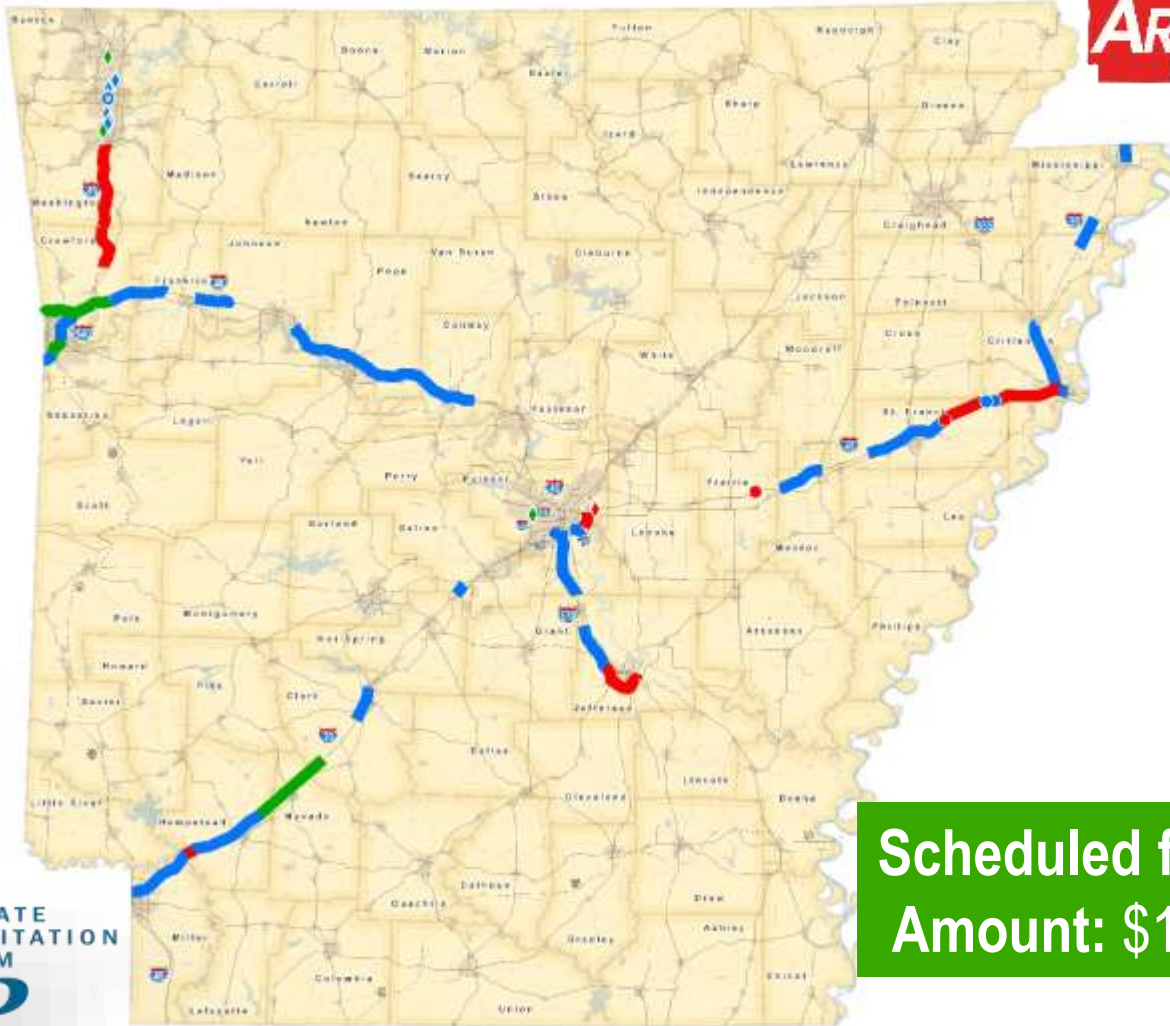 AR
Benton
Boone
Marion
Fulton
Randolph
Clay
Carroll
Baxter
Sharp
Greene
Izard
Lawrence
Mississippi
Madison
Searcy
Stone
Independence
Washington
Newton
Craighead
Crawford
Johnson
Van Buren
Cleburne
Franklin
Pope
Jackson
Poinsett
Conway
Cross
White
Woodruff
Crittenden
Sebastian
Logan
Faulkner
St. Francis
Yell
Perry
Pulaski
Prairie
Scott
Garland
Saline
Lonoke
Lee
Monroe
Polk
Montgomery
Hot Spring
Grant
Arkansas
Phillips
Howard
Pike
Clark
Sevier
Jefferson
Dallas
Lincoln
Little River
Hempstead
Nevada
Cleveland
Desha
Scheduled f
Amount: $1
Calhoun
Ouachita
Drew
Miller
Bradley
Ashley
Columbia
Chicot
Lafayette
Union
ATE
ITATION
M